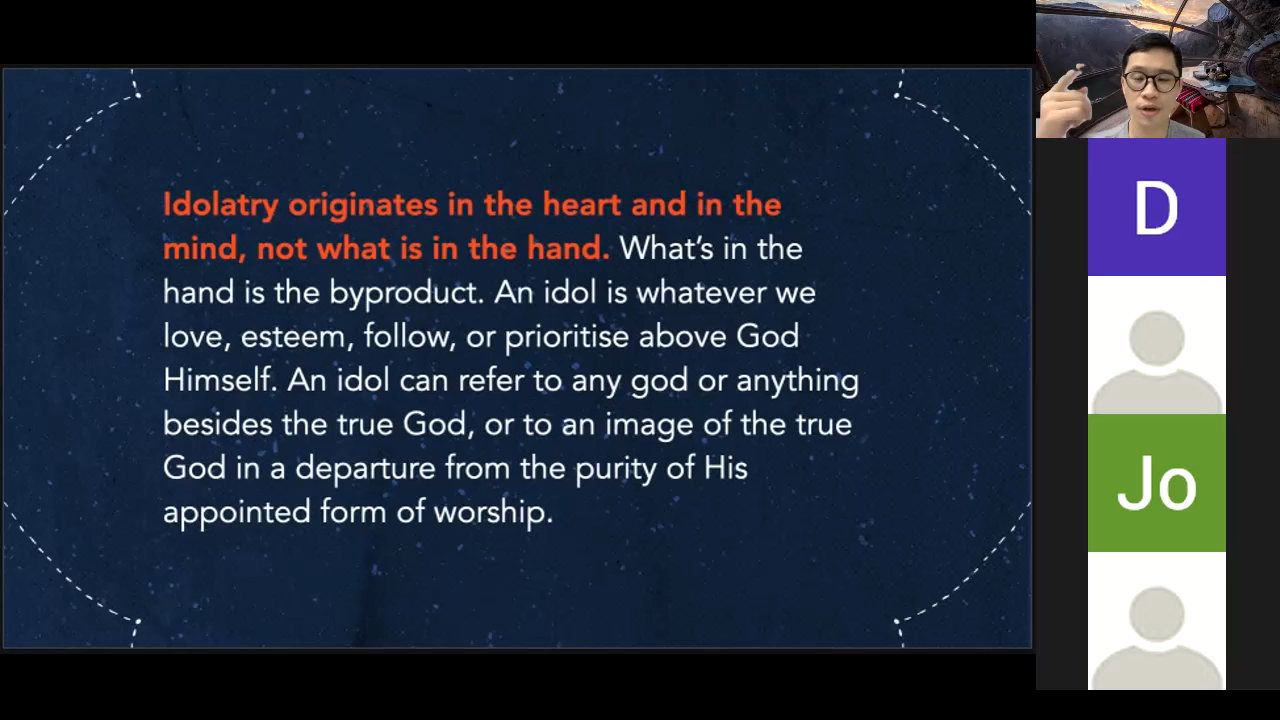 Idolatry originates in the heart and in the
mind, not what is in the hand. What's in the
hand is the byproduct. An idol is whatever we
love, esteem, follow, or prioritise above God
Himself. An idol can refer to any god or anything
besides the true God, or to an image of the true
God in a departure from the purity of His
appointed form of worship.
D
Jo